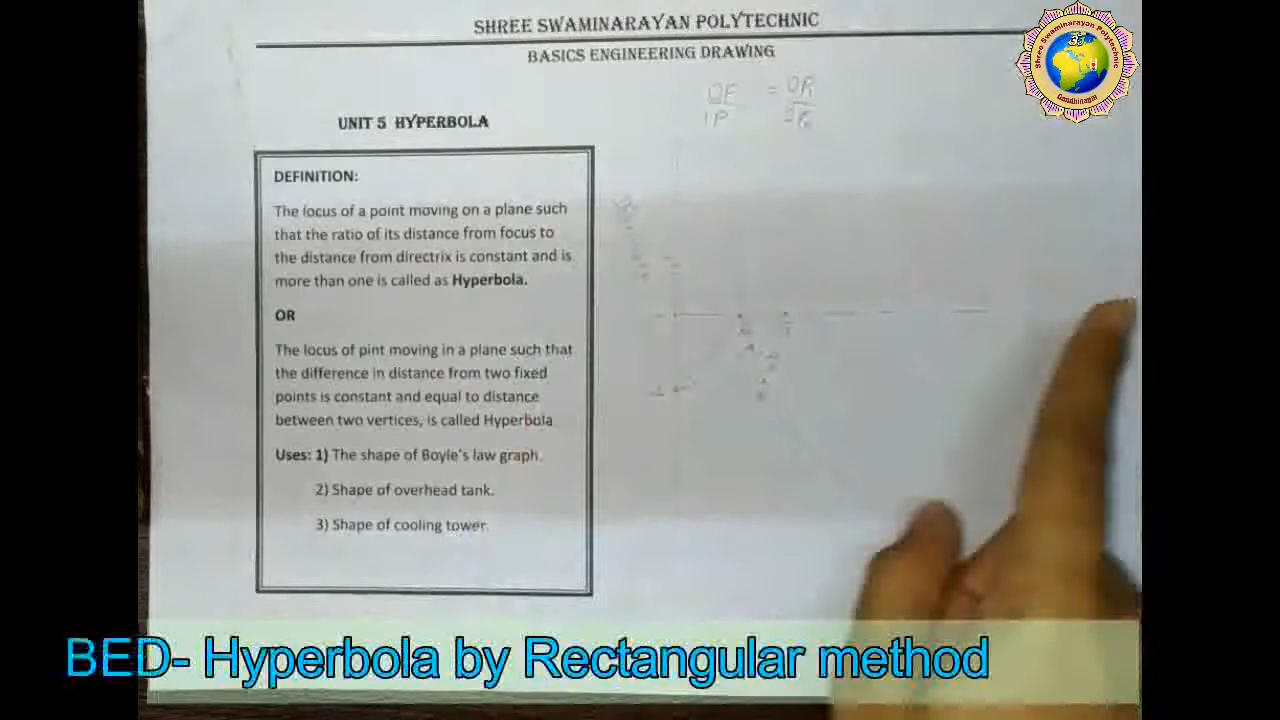 SHREE SWAMINARAYAN POLYTECHNIC
BASICS ENGINEERING DRAWING
Shree Swaminarayan Polytechnic
Gandhinagar
UNIT 5 HYPERBOLA
DEFINITION:
The locus of a point moving on a plane such
that the ratio of its distance from focus to
the distance from directrix is constant and is
more than one is called as Hyperbola.
OR
The locus of pint moving in a plane such that
the difference in distance from two fixed
points is constant and equal to distance
between two vertices, is called Hyperbola
Uses: 1) The shape of Boyle's law graph.
2) Shape of overhead tank.
3) Shape of cooling tower.
BED- Hyperbola by Rectangular method